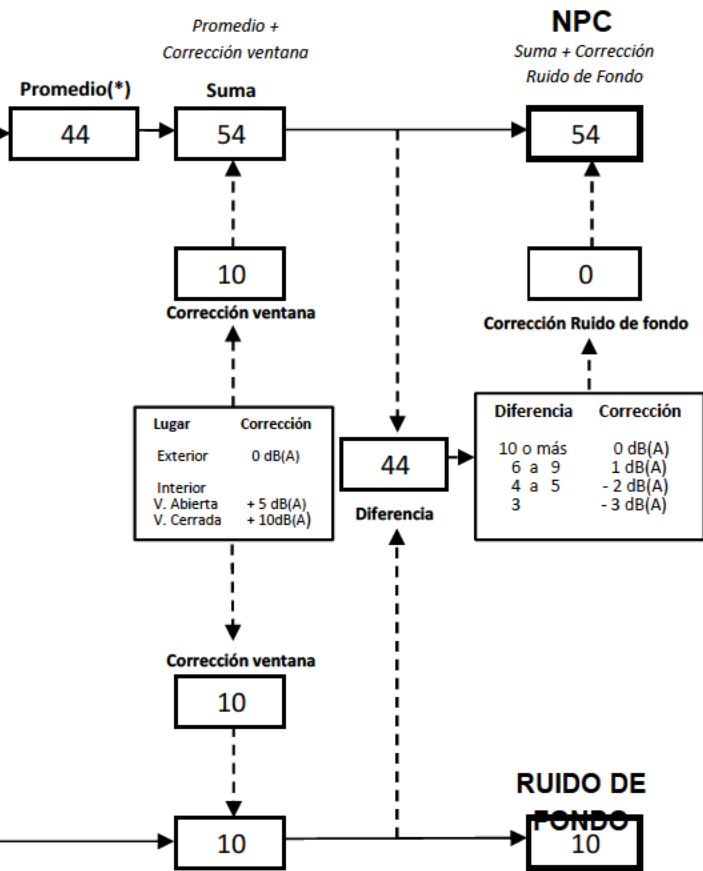 Promedio +
Corrección ventana
NPC
Suma + Corrección
Ruido de Fondo
Promedio(*)
Suma
44
54
54
10
0
Corrección ventana
Corrección Ruido de fondo
Lugar Corrección
Exterior 0 dB(A)
Interior
V. Abierta + 5 dB(A)
V. Cerrada + 10dB(A)
44
Diferencia
Diferencia Corrección
10 o más 0 dB(A)
6 a 9 1 dB(A)
4 a 5 - 2 dB(A)
3 - 3 dB(A)
Corrección ventana
10
10
RUIDO DE
FONDO
10